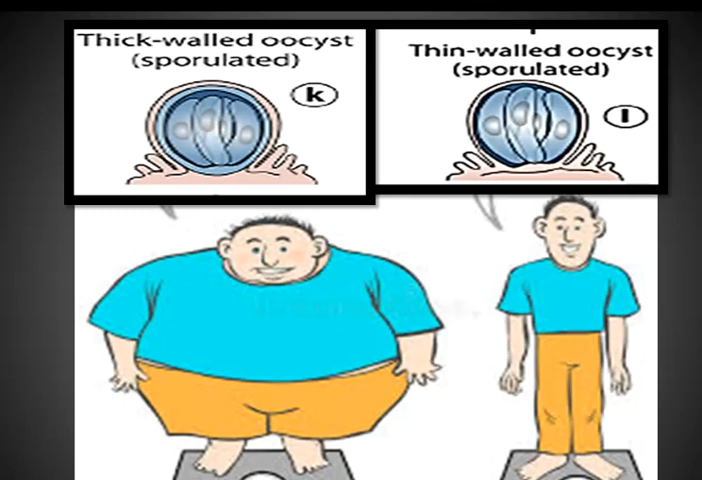 Thick-walled oocyst
(sporulated)
k
Thin-walled oocyst
(sporulated)
l